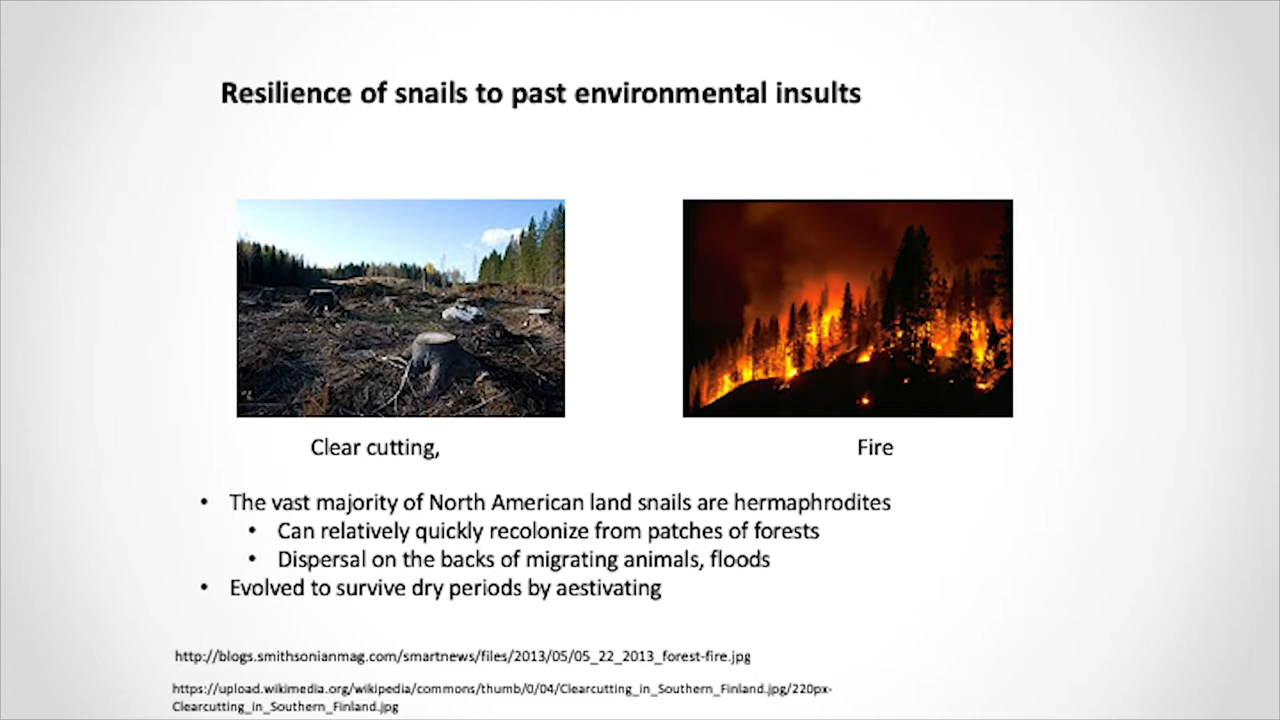 Resilience of snails to past environmental insults
Clear cutting,
Fire
• The vast majority of North American land snails are hermaphrodites
• Can relatively quickly recolonize from patches of forests
• Dispersal on the backs of migrating animals, floods
• Evolved to survive dry periods by aestivating
http://blogs.smithsonianmag.com/smartnews/files/2013/05/05_22_2013_forest-fire.jpg
https://upload.wikimedia.org/wikipedia/commons/thumb/0/04/Clearcutting_in_Southern_Finland.jpg/220px-
Clearcutting_in_Southern_Finland.jpg